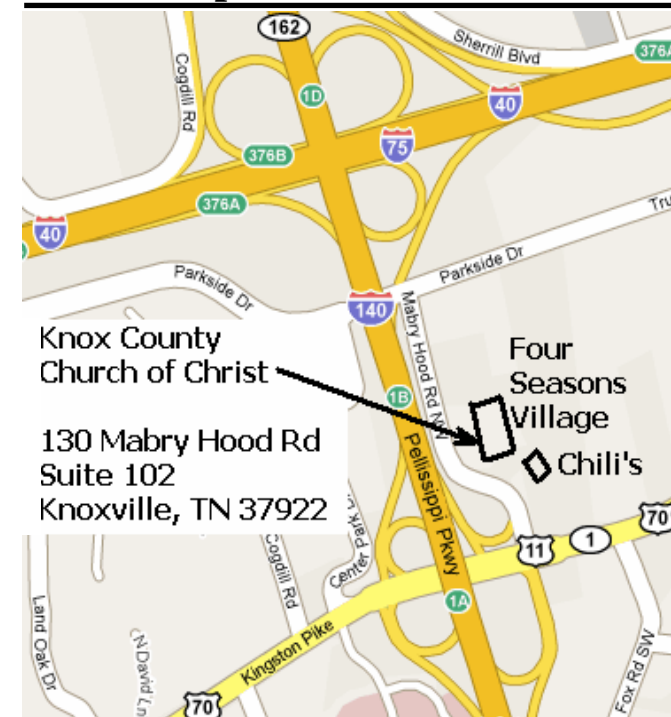 162
Sherrill Blvd
376A
Cogdill Rd
1D
40
75
376B
376A
40
Parkside Dr
Parkside Dr
140
Mabry Hood Rd NW
Knox County
Church of Christ
Four
Seasons
Village
1B
130 Mabry Hood Rd
Suite 102
Knoxville, TN 37922
Chili's
Pellissippi Pkwy
70
11
1
Center Park
Cogdill Rd
1A
Land Oak Dr
N David Ln
Kingston Pike
Fox Rd SW
70